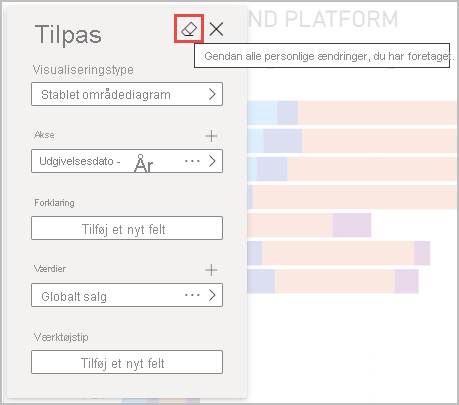 Tilpas
ND PLATFORM
Gendan alle personlige ændringer, du har foretaget.
Visualiseringstype
Stablet områdediagram
Akse
Udgivelsesdato - År
Forklaring
Tilføj et nyt felt
Værdier
Globalt salg
Værktøjstip
Tilføj et nyt felt